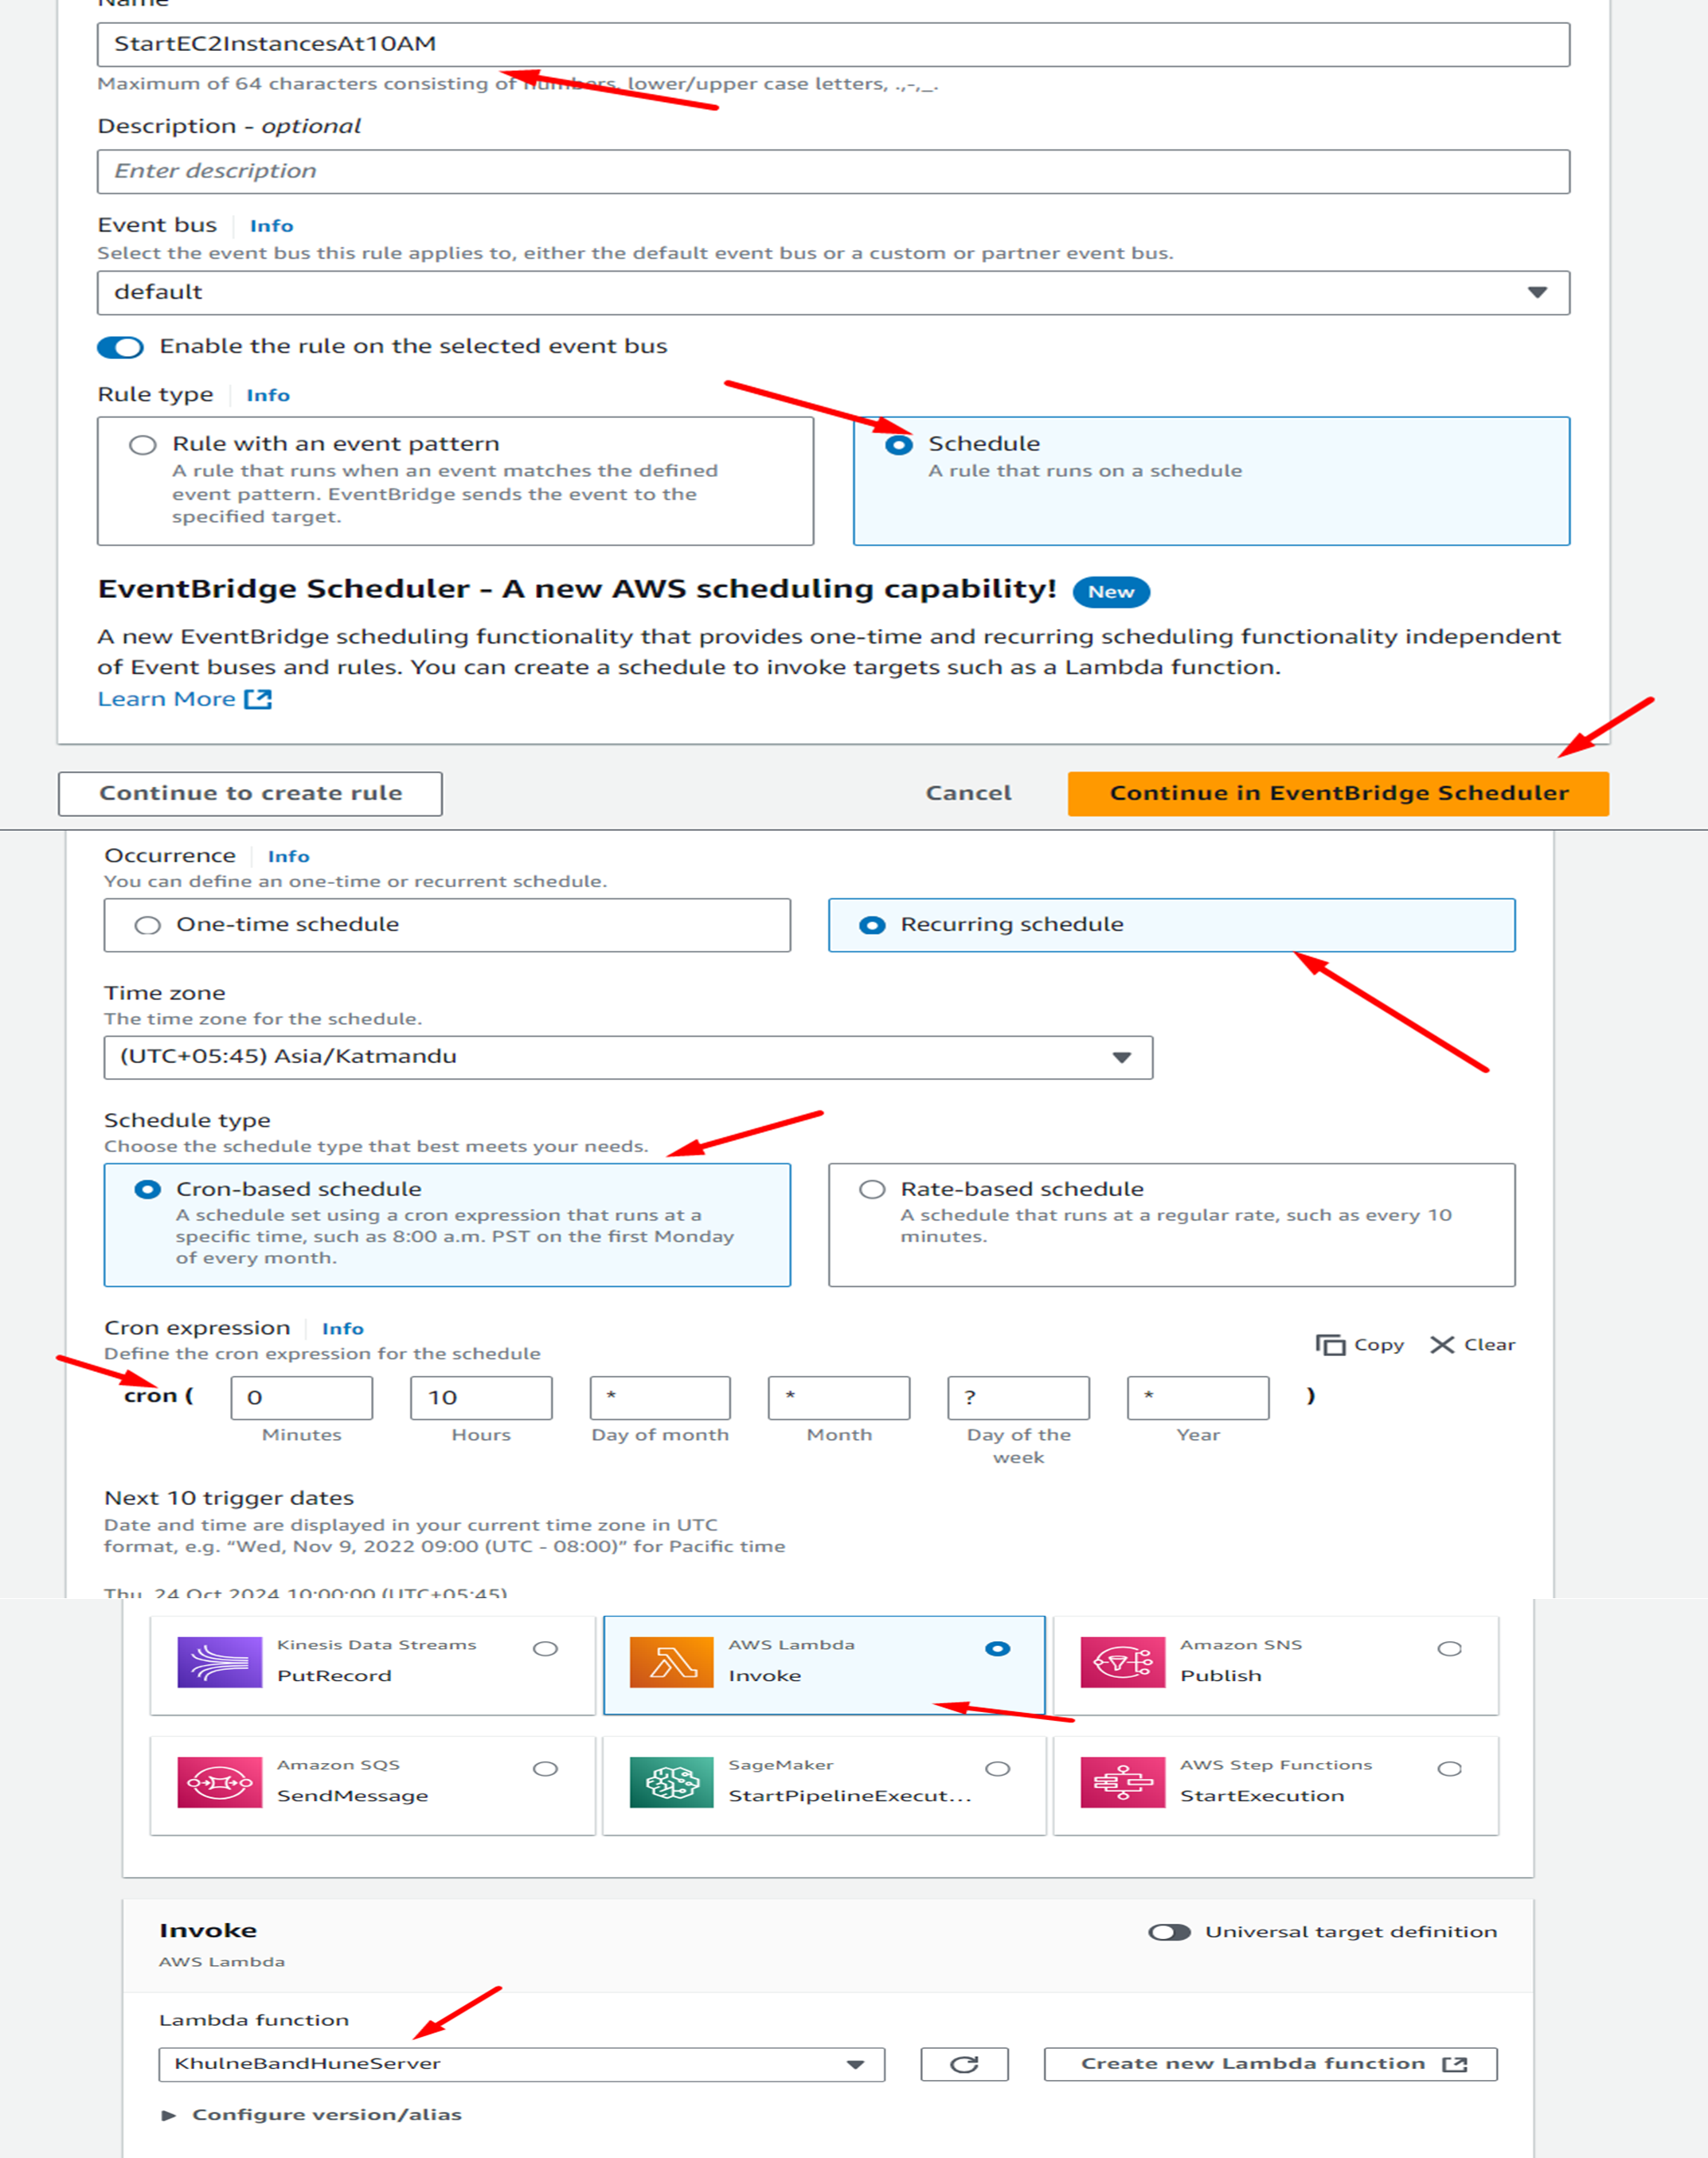 Name
StartEC2InstancesAt10AM
Maximum of 64 characters consisting of numbers, lower/upper case letters, .,-,_.
Description - optional
Enter description
Event bus Info
Select the event bus this rule applies to, either the default event bus or a custom or partner event bus.
default
Enable the rule on the selected event bus
Rule type Info
Rule with an event pattern
A rule that runs when an event matches the defined
event pattern. EventBridge sends the event to the
specified target.
Schedule
A rule that runs on a schedule
EventBridge Scheduler - A new AWS scheduling capability! New
A new EventBridge scheduling functionality that provides one-time and recurring scheduling functionality independent
of Event buses and rules. You can create a schedule to invoke targets such as a Lambda function.
Learn More
Continue to create rule Cancel Continue in EventBridge Scheduler
Occurrence Info
You can define an one-time or recurrent schedule.
One-time schedule Recurring schedule
Time zone
The time zone for the schedule.
(UTC+05:45) Asia/Katmandu
Schedule type
Choose the schedule type that best meets your needs.
Cron-based schedule
A schedule set using a cron expression that runs at a
specific time, such as 8:00 a.m. PST on the first Monday
of every month.
Rate-based schedule
A schedule that runs at a regular rate, such as every 10
minutes.
Cron expression Info
Define the cron expression for the schedule
Copy Clear
cron ( 0 10 * * ? * )
Minutes Hours Day of month Month Day of the week Year
Next 10 trigger dates
Date and time are displayed in your current time zone in UTC
format, e.g. “Wed, Nov 9, 2022 09:00 (UTC - 08:00)” for Pacific time
Thu, 24 Oct 2024 10:00:00 (UTC+05:45)
Kinesis Data Streams
PutRecord
AWS Lambda
Invoke
Amazon SNS
Publish
Amazon SQS
SendMessage
SageMaker
StartPipelineExecut...
AWS Step Functions
StartExecution
Invoke
AWS Lambda
Universal target definition
Lambda function
KhulneBandHuneServer
Create new Lambda function
Configure version/alias